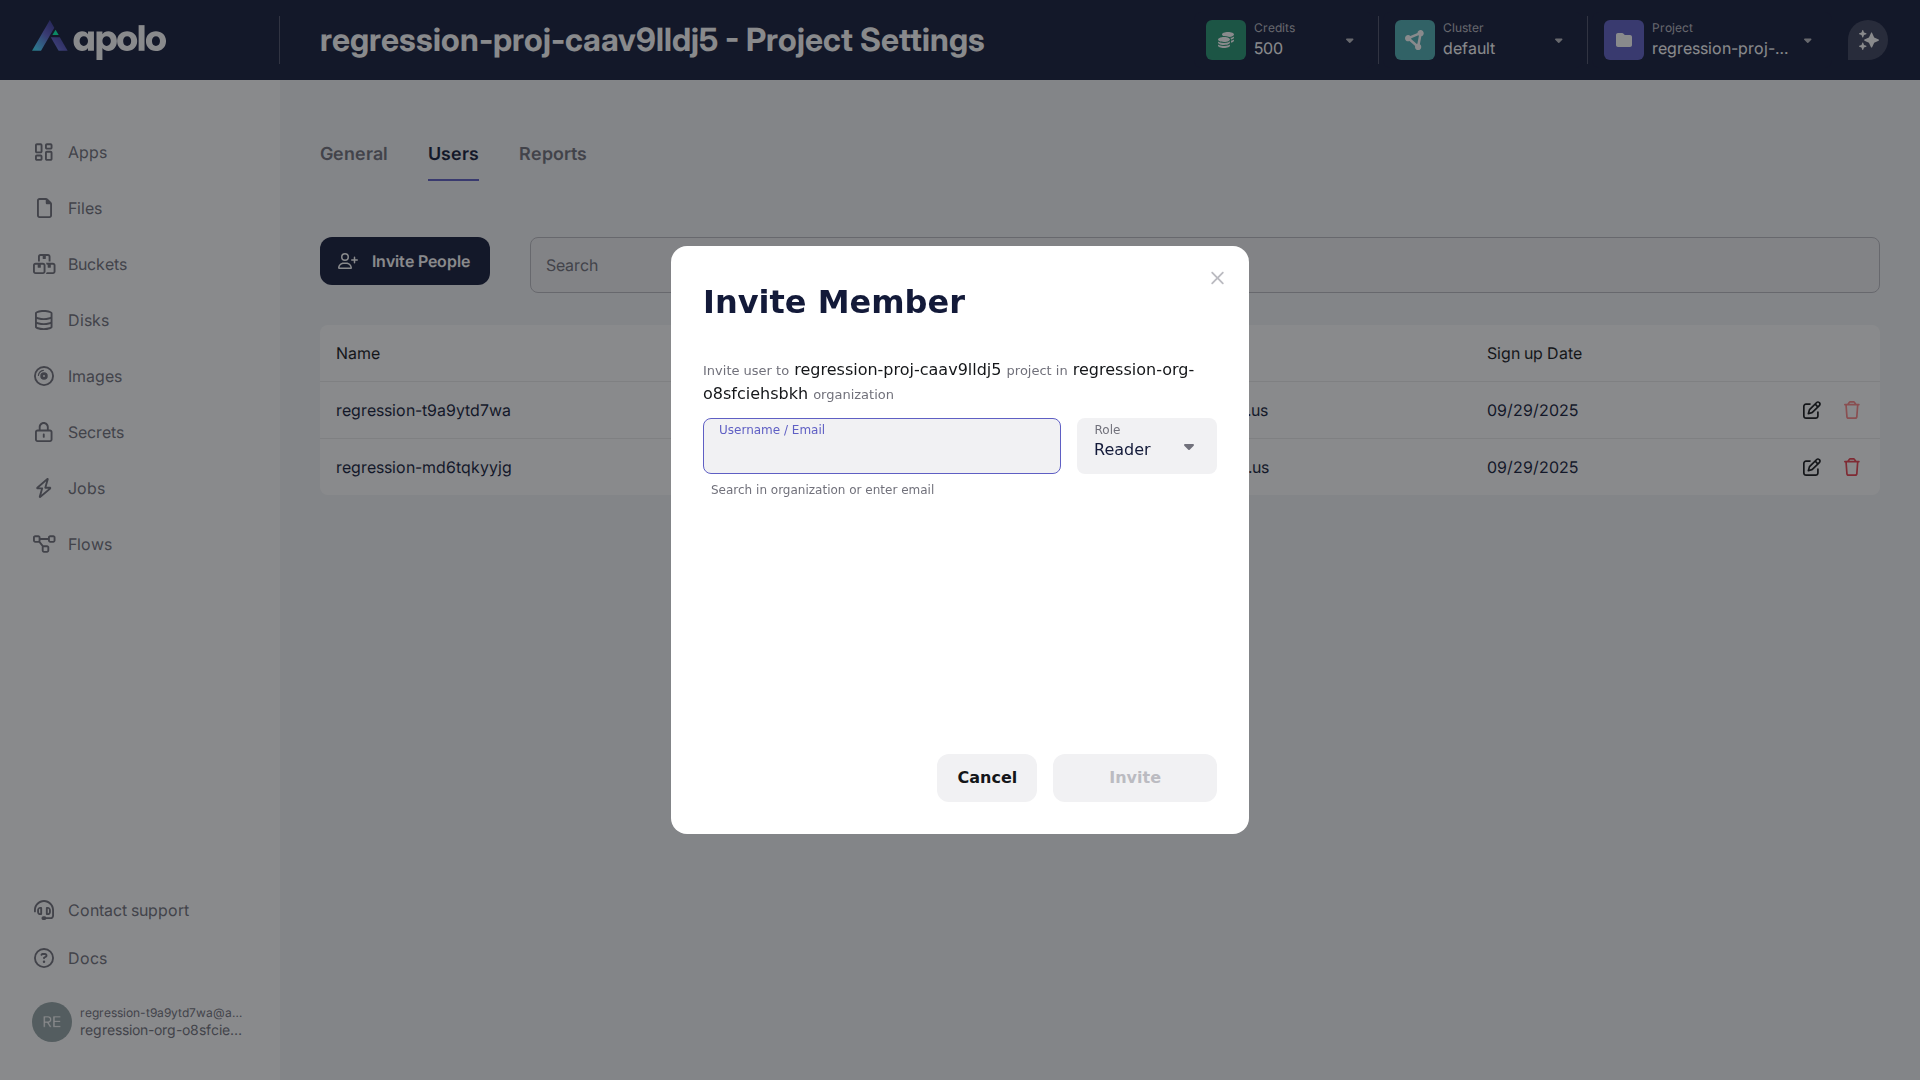 apolo
regression-proj-caav9lldj5 - Project Settings
Credits
500
Cluster
default
Project
regression-proj-...
Apps
Files
Buckets
Disks
Images
Secrets
Jobs
Flows
Contact support
Docs
RE
regression-t9a9ytd7wa@a...
regression-org-o8sfcie...
General
Users
Reports
Invite People
Search
Name
Sign up Date
regression-t9a9ytd7wa
.us
09/29/2025
regression-md6tqkyyjg
.us
09/29/2025
Invite Member
Invite user to regression-proj-caav9lldj5 project in regression-org-
o8sfciehsbkh organization
Username / Email
Role
Reader
Search in organization or enter email
Cancel
Invite